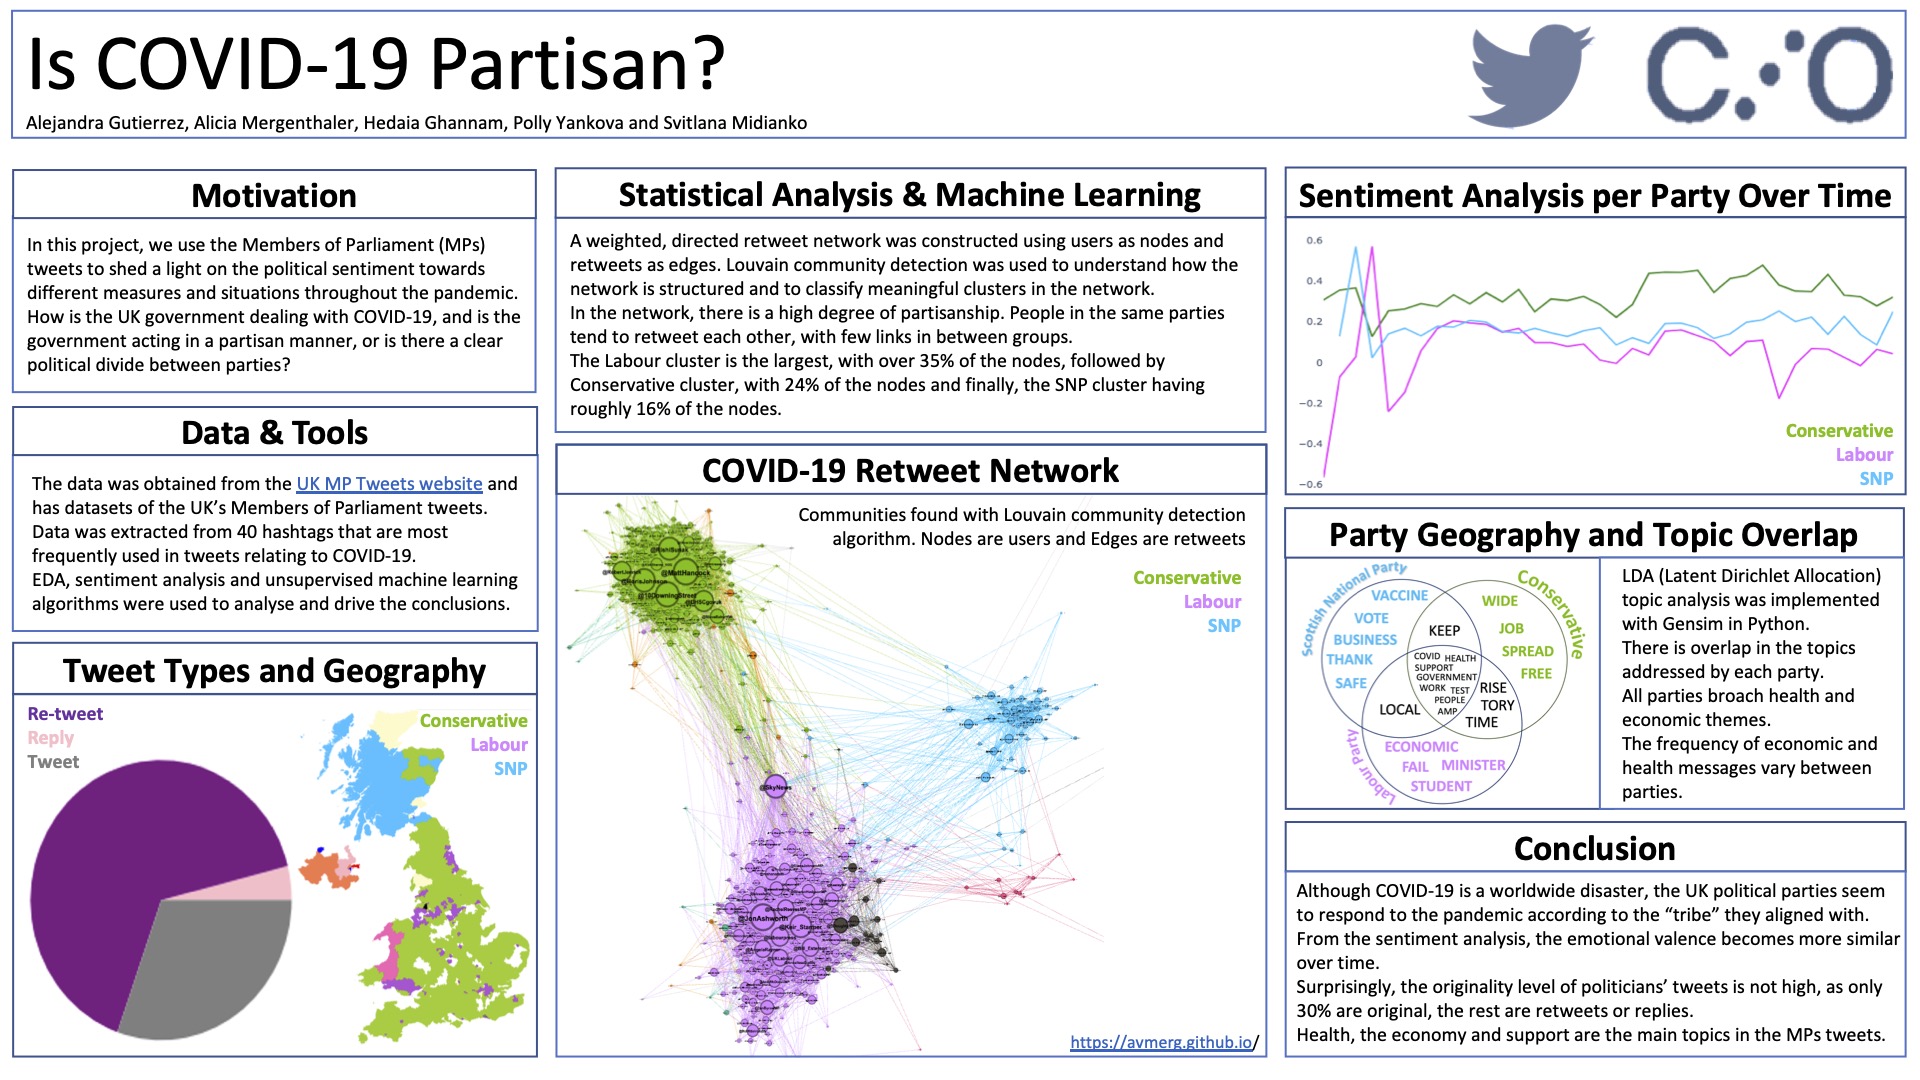 Is COVID-19 Partisan?
Alejandra Gutierrez, Alicia Mergenthaler, Hedaia Ghannam, Polly Yankova and Svitlana Midianko
Motivation
In this project, we use the Members of Parliament (MPs)
tweets to shed a light on the political sentiment towards
different measures and situations throughout the pandemic.
How is the UK government dealing with COVID-19, and is the
government acting in a partisan manner, or is there a clear
political divide between parties?
Data & Tools
The data was obtained from the UK MP Tweets website and
has datasets of the UK's Members of Parliament tweets.
Data was extracted from 40 hashtags that are most
frequently used in tweets relating to COVID-19.
EDA, sentiment analysis and unsupervised machine learning
algorithms were used to analyse and drive the conclusions.
Tweet Types and Geography
Re-tweet
Reply
Tweet
Conservative
Labour
SNP
Statistical Analysis & Machine Learning
A weighted, directed retweet network was constructed using users as nodes and
retweets as edges. Louvain community detection was used to understand how the
network is structured and to classify meaningful clusters in the network.
In the network, there is a high degree of partisanship. People in the same parties
tend to retweet each other, with few links in between groups.
The Labour cluster is the largest, with over 35% of the nodes, followed by
Conservative cluster, with 24% of the nodes and finally, the SNP cluster having
roughly 16% of the nodes.
COVID-19 Retweet Network
Communities found with Louvain community detection
algorithm. Nodes are users and Edges are retweets
Conservative
Labour
SNP
@RishiSunak
@MattHancock
@10DowningStreet
@SkyNews
@JonAshworth
@Keir_Starmer
https://avmerg.github.io/
Sentiment Analysis per Party Over Time
0.6
0.4
0.2
0
−0.2
−0.4
−0.6
Conservative
Labour
SNP
Party Geography and Topic Overlap
Scottish National Party
Conservative
Labour Party
VACCINE
VOTE
BUSINESS
THANK
SAFE
KEEP
WIDE
JOB
SPREAD
FREE
COVID HEALTH
SUPPORT
GOVERNMENT
WORK TEST
PEOPLE
AMP
LOCAL
RISE
TORY
TIME
ECONOMIC
FAIL MINISTER
STUDENT
LDA (Latent Dirichlet Allocation)
topic analysis was implemented
with Gensim in Python.
There is overlap in the topics
addressed by each party.
All parties broach health and
economic themes.
The frequency of economic and
health messages vary between
parties.
Conclusion
Although COVID-19 is a worldwide disaster, the UK political parties seem
to respond to the pandemic according to the “tribe” they aligned with.
From the sentiment analysis, the emotional valence becomes more similar
over time.
Surprisingly, the originality level of politicians’ tweets is not high, as only
30% are original, the rest are retweets or replies.
Health, the economy and support are the main topics in the MPs tweets.